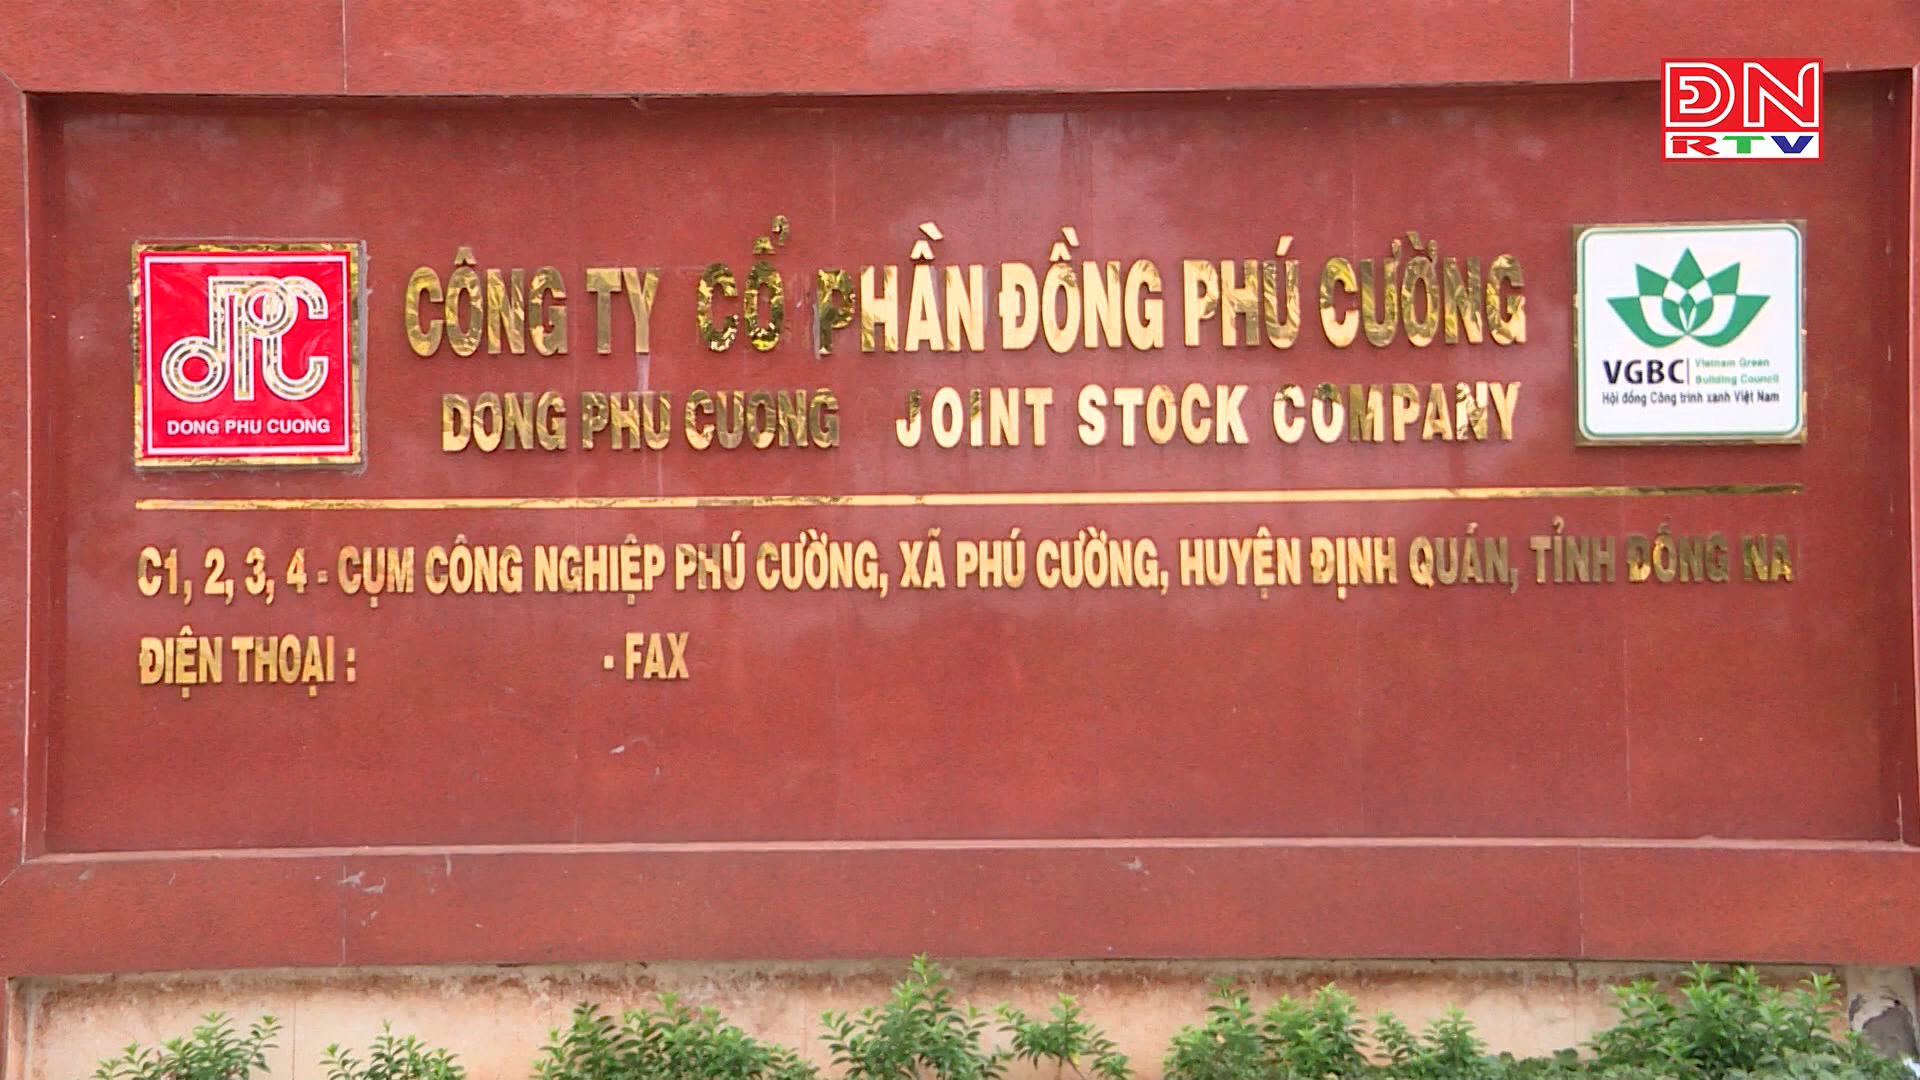 ĐN
RTV
CÔNG TY CỔ PHẦN ĐỒNG PHÚ CƯỜNG
DONG PHU CUONG JOINT STOCK COMPANY
DPC
DONG PHU CUONG
VGBC
Vietnam Green
Building Council
Hội đồng Công trình xanh Việt Nam
C1, 2, 3, 4 - CỤM CÔNG NGHIỆP PHÚ CƯỜNG, XÃ PHÚ CƯỜNG, HUYỆN ĐỊNH QUÁN, TỈNH ĐỒNG NA
ĐIỆN THOẠI : - FAX